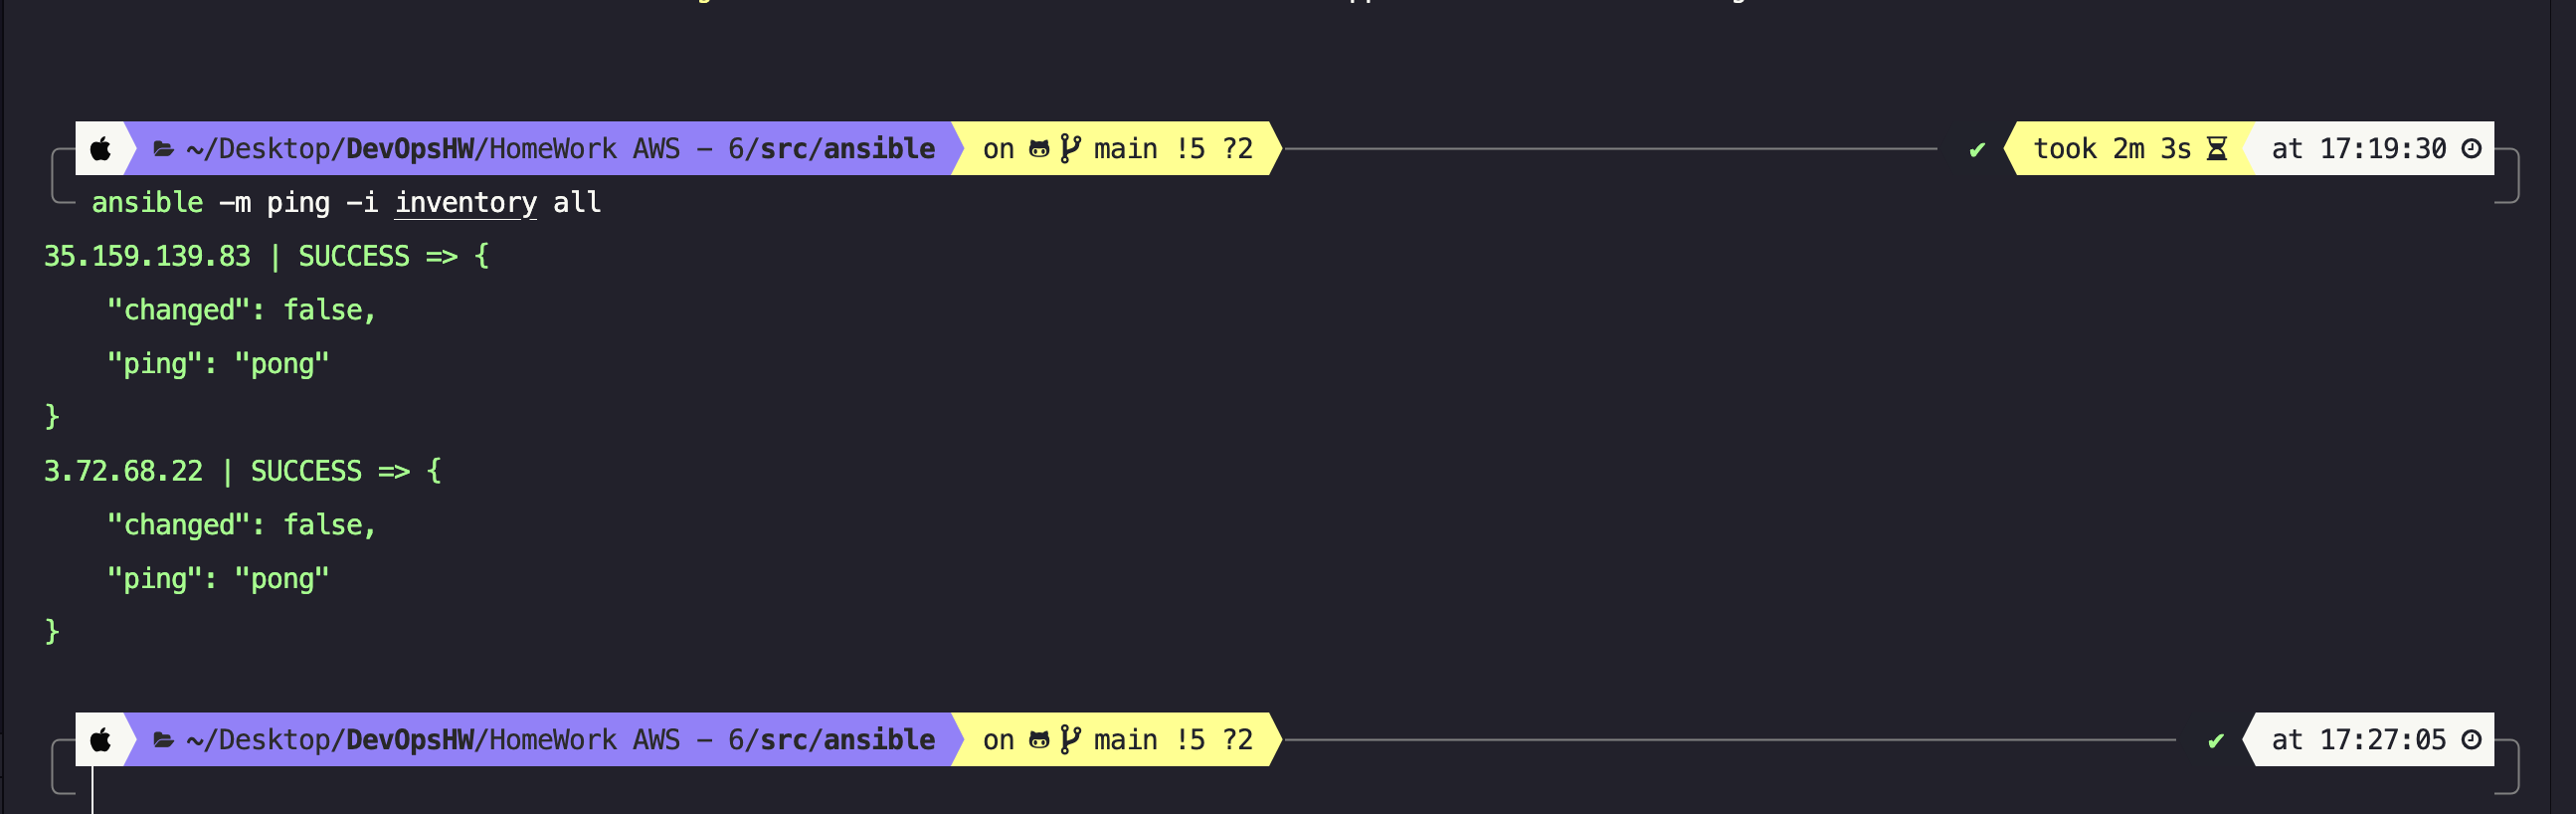 ~/Desktop/DevOpsHW/HomeWork AWS – 6/src/ansible on main !5 ?2 ✔ took 2m 3s at 17:19:30
ansible -m ping -i inventory all
35.159.139.83 | SUCCESS => {
    "changed": false,
    "ping": "pong"
}
3.72.68.22 | SUCCESS => {
    "changed": false,
    "ping": "pong"
}
~/Desktop/DevOpsHW/HomeWork AWS – 6/src/ansible on main !5 ?2 ✔ at 17:27:05